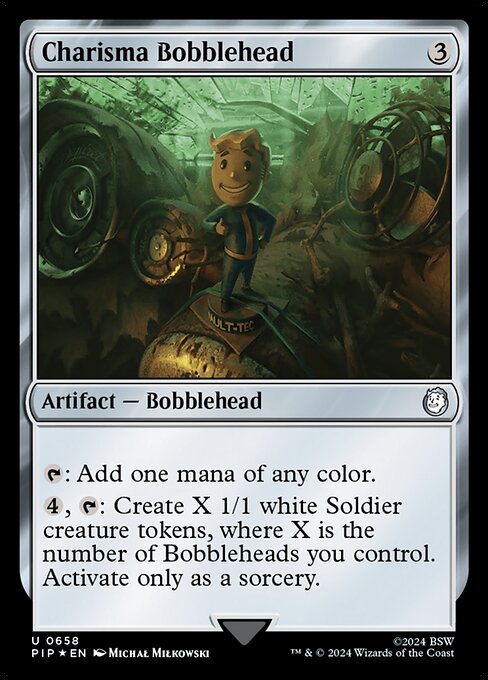 Charisma Bobblehead 3
VAULT-TEC
Artifact — Bobblehead
: Add one mana of any color.
4, : Create X 1/1 white Soldier
creature tokens, where X is the
number of Bobbleheads you control.
Activate only as a sorcery.
U 0658 ©2024 BSW
PIP★EN MICHAŁ MIŁKOWSKI ™ & © 2024 Wizards of the Coast